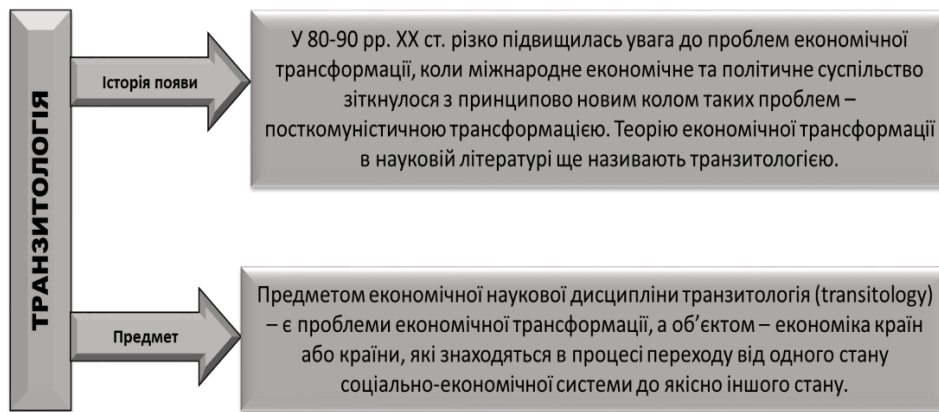 ТРАНЗИТОЛОГІЯ
Історія появи
У 80-90 рр. ХХ ст. різко підвищилась увага до проблем економічної
трансформації, коли міжнародне економічне та політичне суспільство
зіткнулося з принципово новим колом таких проблем –
посткомуністичною трансформацією. Теорію економічної трансформації
в науковій літературі ще називають транзитологією.
Предмет
Предметом економічної наукової дисципліни транзитологія (transitology)
– є проблеми економічної трансформації, а об’єктом – економіка країн
або країни, які знаходяться в процесі переходу від одного стану
соціально-економічної системи до якісно іншого стану.